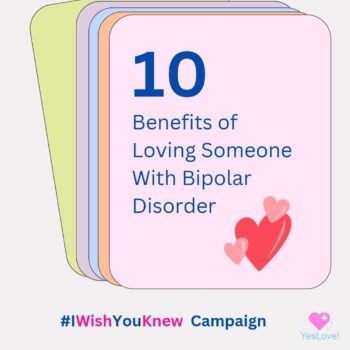 10
Benefits of
Loving Someone
With Bipolar
Disorder
#IWishYouKnew Campaign
YesLove!